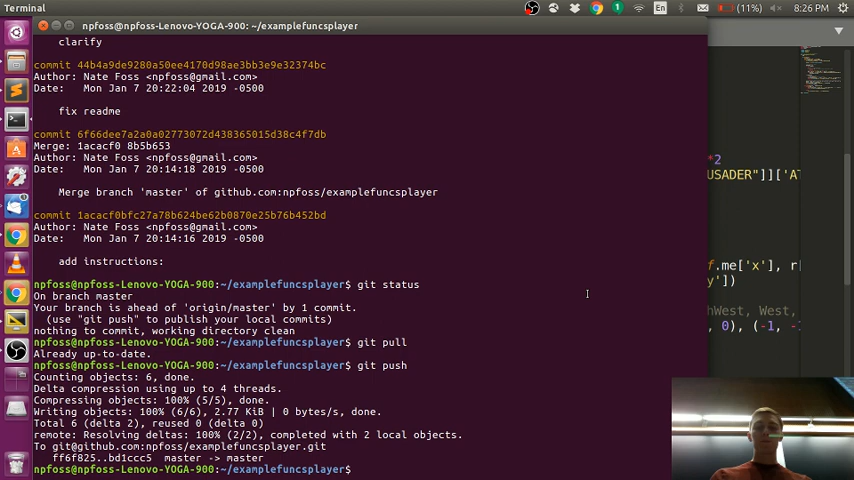 Terminal
En
(11%)
8:26 PM
npfoss@npfoss-Lenovo-YOGA-900: ~/examplefuncsplayer
clarify
commit 44b4a9de9280a50ee4170d98ae3bb3e9e32374bc
Author: Nate Foss <npfoss@gmail.com>
Date:   Mon Jan 7 20:22:04 2019 -0500
fix readme
commit 6f66dee7a2a0a02773072d438365015d38c4f7db
Merge: 1acacf0 8b5b653
Author: Nate Foss <npfoss@gmail.com>
Date:   Mon Jan 7 20:14:18 2019 -0500
Merge branch 'master' of github.com:npfoss/examplefuncsplayer
commit 1acacf0bfc27a78b624be62b0870e25b76b452bd
Author: Nate Foss <npfoss@gmail.com>
Date:   Mon Jan 7 20:14:16 2019 -0500
add instructions:
npfoss@npfoss-Lenovo-YOGA-900:~/examplefuncsplayer$ git status
On branch master
Your branch is ahead of 'origin/master' by 1 commit.
(use "git push" to publish your local commits)
nothing to commit, working directory clean
npfoss@npfoss-Lenovo-YOGA-900:~/examplefuncsplayer$ git pull
Already up-to-date.
npfoss@npfoss-Lenovo-YOGA-900:~/examplefuncsplayer$ git push
Counting objects: 6, done.
Delta compression using up to 4 threads.
Compressing objects: 100% (5/5), done.
Writing objects: 100% (6/6), 2.77 KiB | 0 bytes/s, done.
Total 6 (delta 2), reused 0 (delta 0)
remote: Resolving deltas: 100% (2/2), completed with 2 local objects.
To git@github.com:npfoss/examplefuncsplayer.git
ff6f825..bd1ccc5  master -> master
npfoss@npfoss-Lenovo-YOGA-900:~/examplefuncsplayer$
*2
USADER"]]['A
f.me['x'], r[
y'])
hWest, West,
, 0), (-1, -1